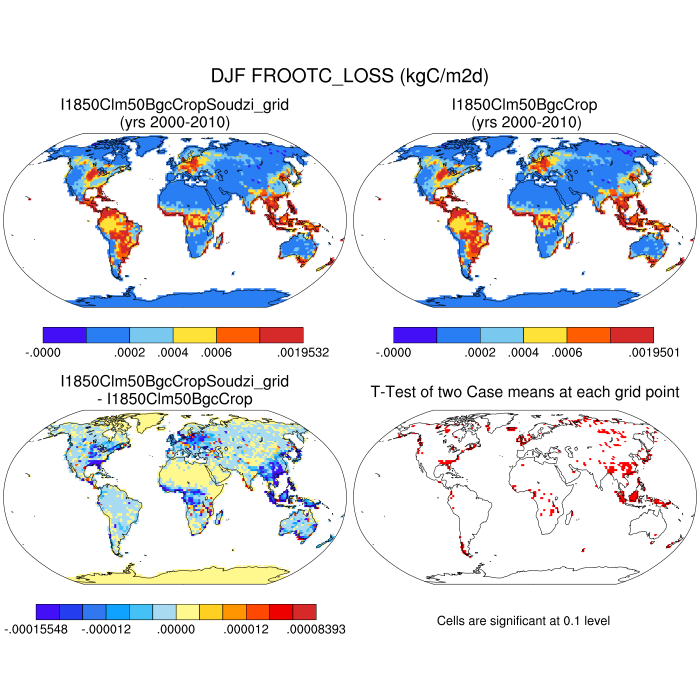 DJF FROOTC_LOSS (kgC/m2d)
I1850Clm50BgcCropSoudzi_grid
(yrs 2000-2010)
I1850Clm50BgcCrop
(yrs 2000-2010)
-.0000 .0002 .0004 .0006 .0019532
-.0000 .0002 .0004 .0006 .0019501
I1850Clm50BgcCropSoudzi_grid
- I1850Clm50BgcCrop
T-Test of two Case means at each grid point
-.00015548 -.000012 .00000 .000012 .00008393
Cells are significant at 0.1 level